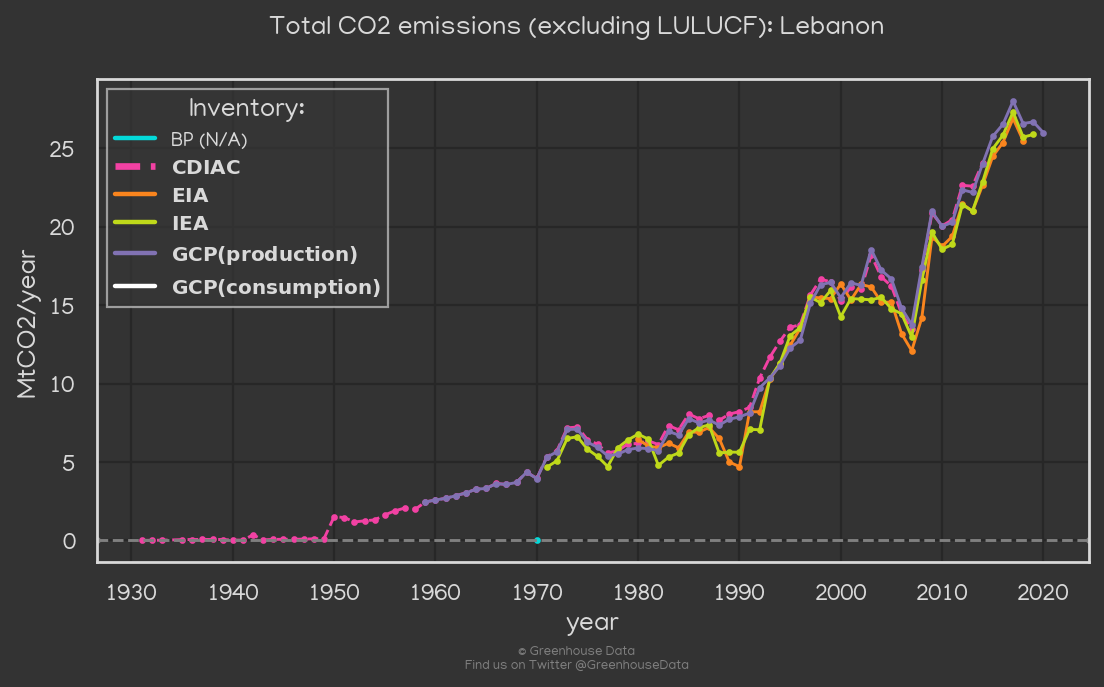 Total CO2 emissions (excluding LULUCF): Lebanon
Inventory:
BP (N/A)
CDIAC
EIA
IEA
GCP(production)
GCP(consumption)
MtCO2/year
25
20
15
10
5
0
1930 1940 1950 1960 1970 1980 1990 2000 2010 2020
year
© Greenhouse Data
Find us on Twitter @GreenhouseData